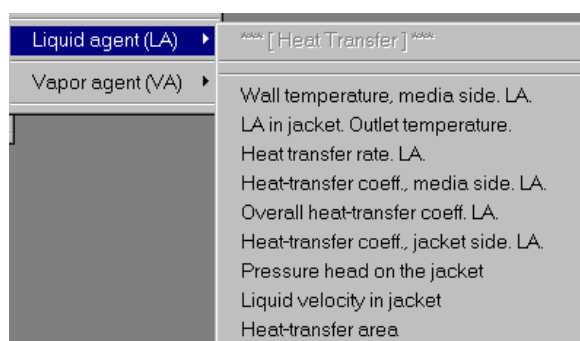 Liquid agent (LA)
Vapor agent (VA)
*** [ Heat Transfer ] ***
Wall temperature, media side. LA.
LA in jacket. Outlet temperature.
Heat transfer rate. LA.
Heat-transfer coeff., media side. LA.
Overall heat-transfer coeff. LA.
Heat-transfer coeff., jacket side. LA.
Pressure head on the jacket
Liquid velocity in jacket
Heat-transfer area